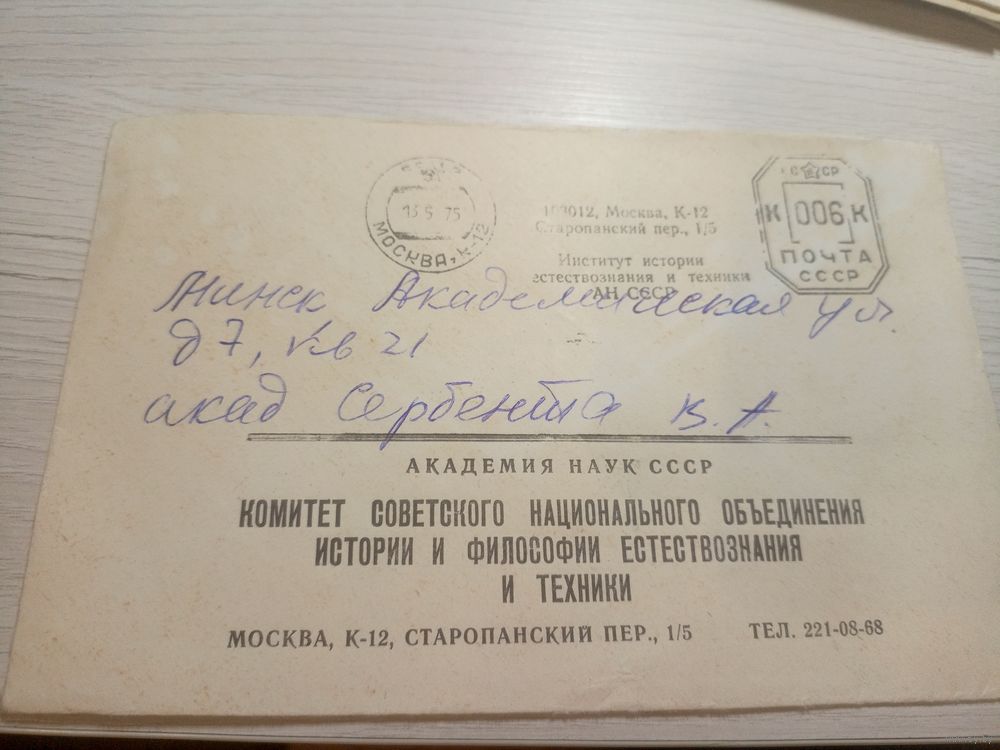 13 5 75
МОСКВА, К-12
103012, Москва, К-12
Старопанский пер., 1/5
Институт истории
естествознания и техники
АН СССР
СССР
К 006 К
ПОЧТА
СССР
Минск Академическая ул.
д 7, кв 21
акад Сербента В. А.
АКАДЕМИЯ НАУК СССР
КОМИТЕТ СОВЕТСКОГО НАЦИОНАЛЬНОГО ОБЪЕДИНЕНИЯ
ИСТОРИИ И ФИЛОСОФИИ ЕСТЕСТВОЗНАНИЯ
И ТЕХНИКИ
МОСКВА, К-12, СТАРОПАНСКИЙ ПЕР., 1/5 ТЕЛ. 221-08-68